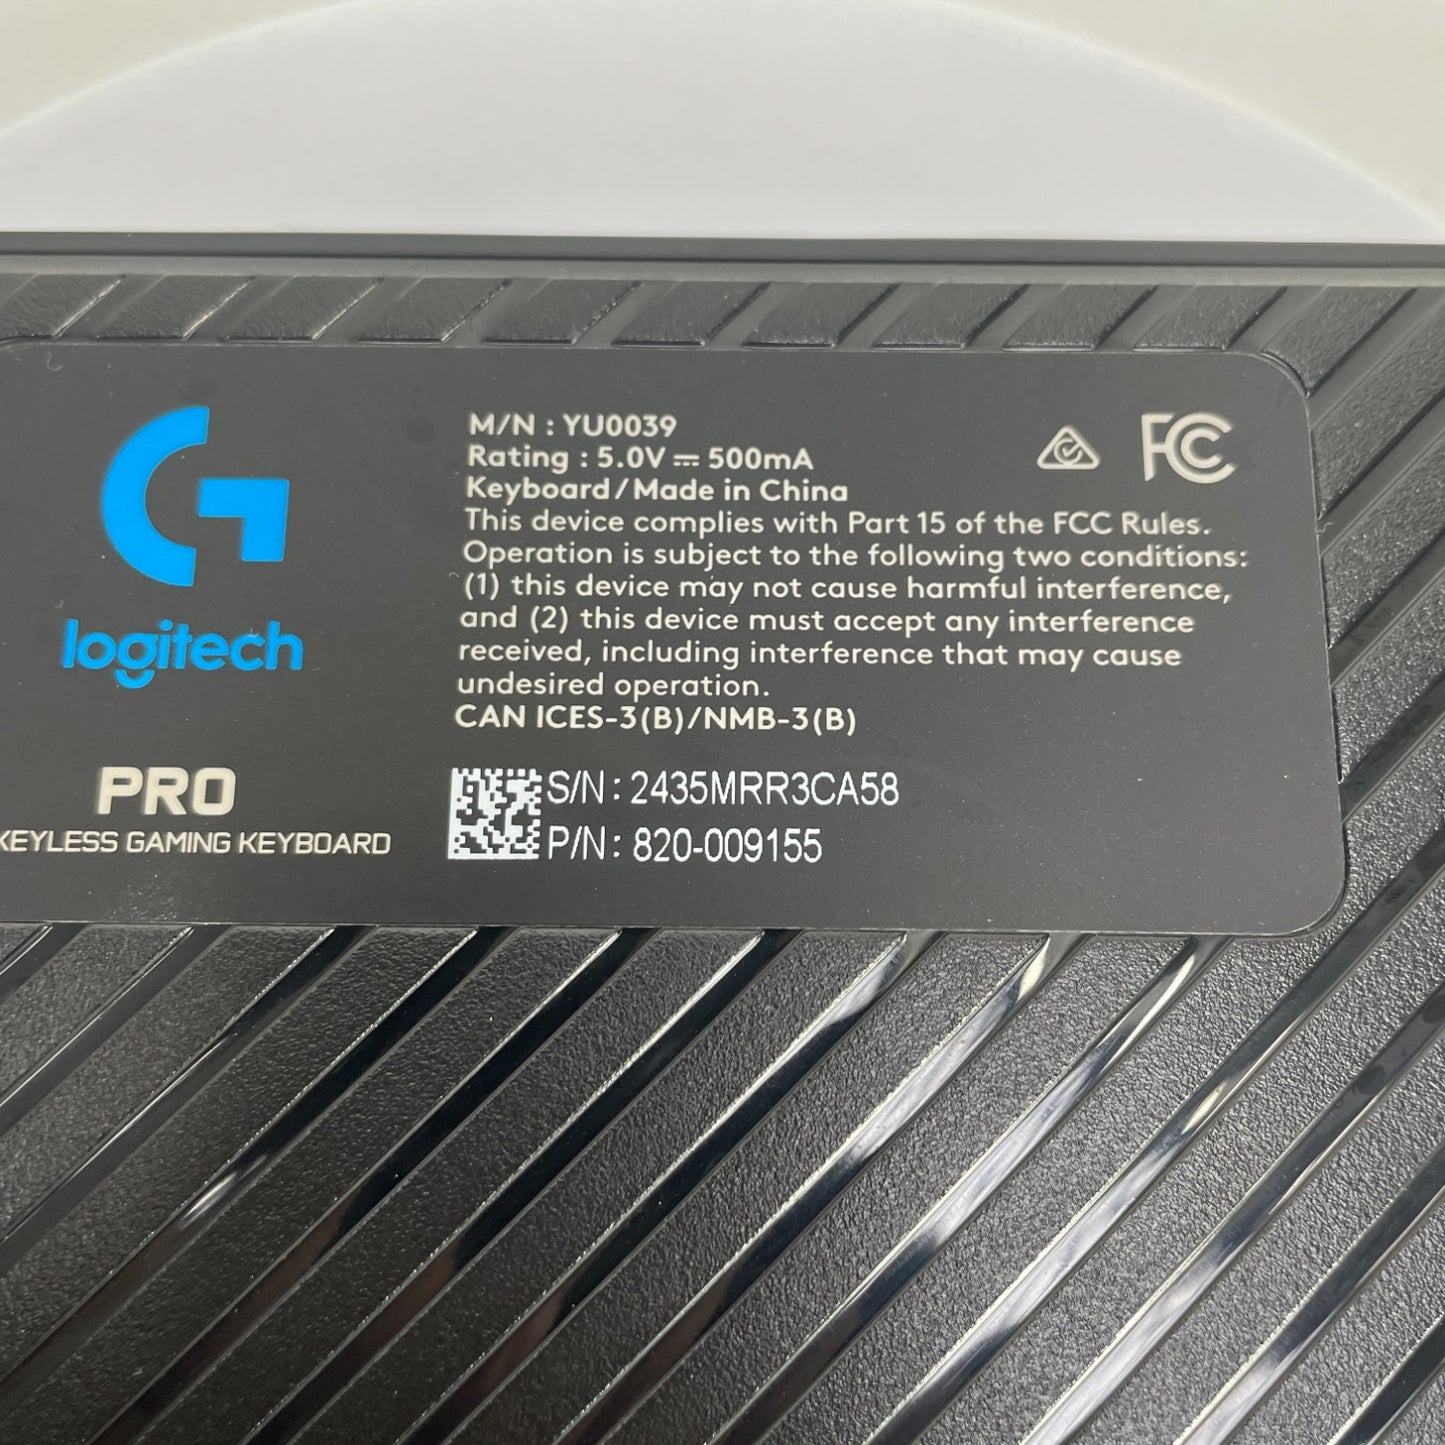 logitech
PRO
KEYLESS GAMING KEYBOARD
M/N : YU0039
Rating : 5.0V ⎓ 500mA
Keyboard/Made in China
This device complies with Part 15 of the FCC Rules.
Operation is subject to the following two conditions:
(1) this device may not cause harmful interference,
and (2) this device must accept any interference
received, including interference that may cause
undesired operation.
CAN ICES-3(B)/NMB-3(B)
S/N: 2435MRR3CA58
P/N: 820-009155
FC